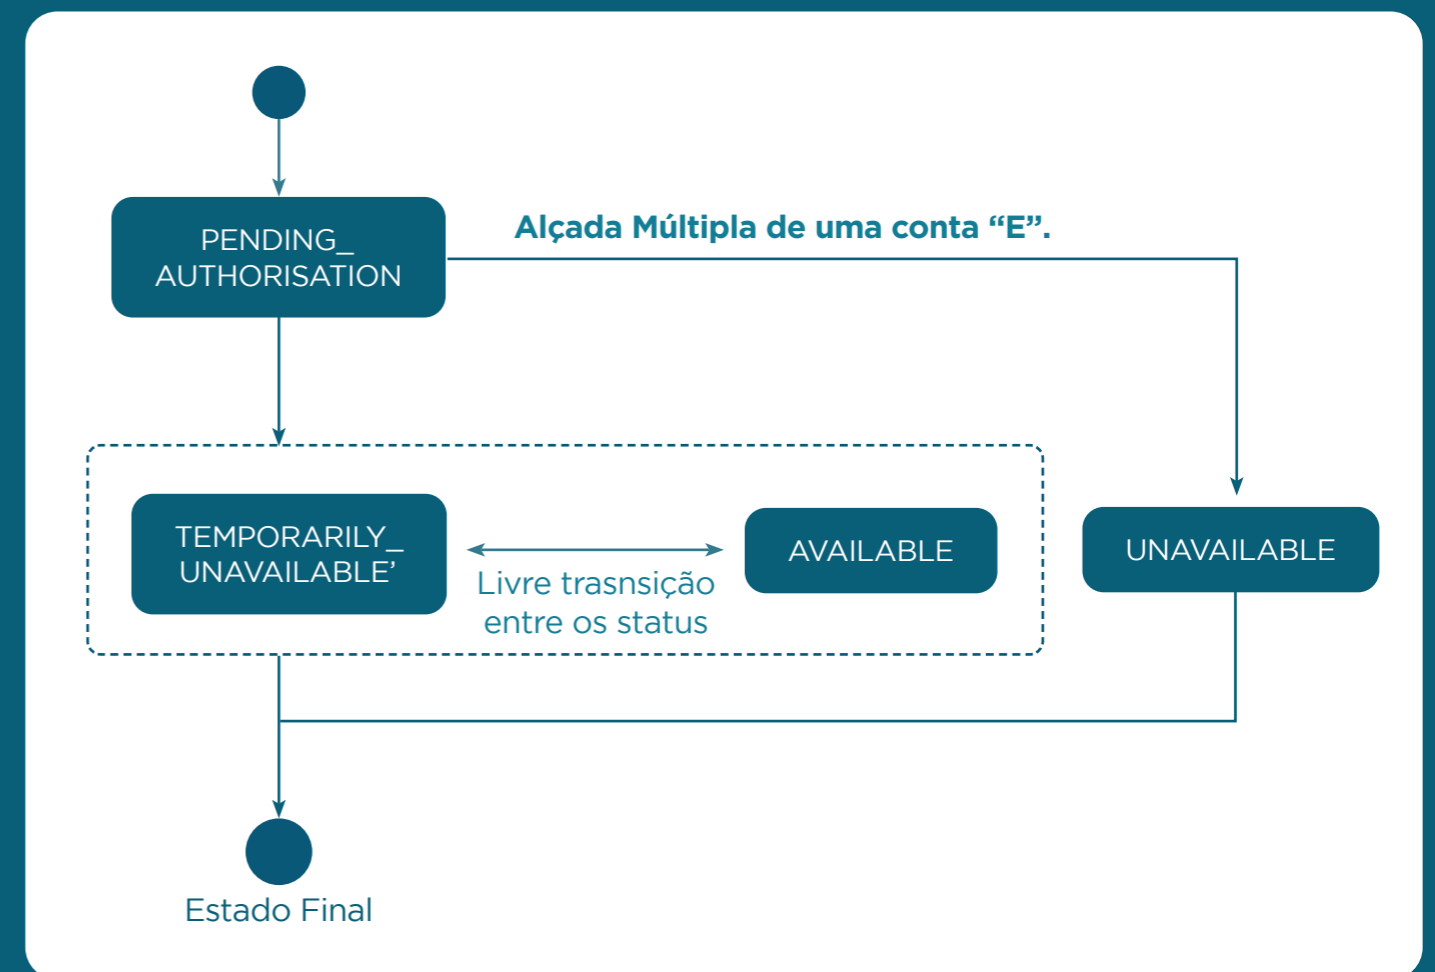 PENDING_
AUTHORISATION
Alçada Múltipla de uma conta “E”.
TEMPORARILY_
UNAVAILABLE’
Livre trasnsição
entre os status
AVAILABLE
UNAVAILABLE
Estado Final